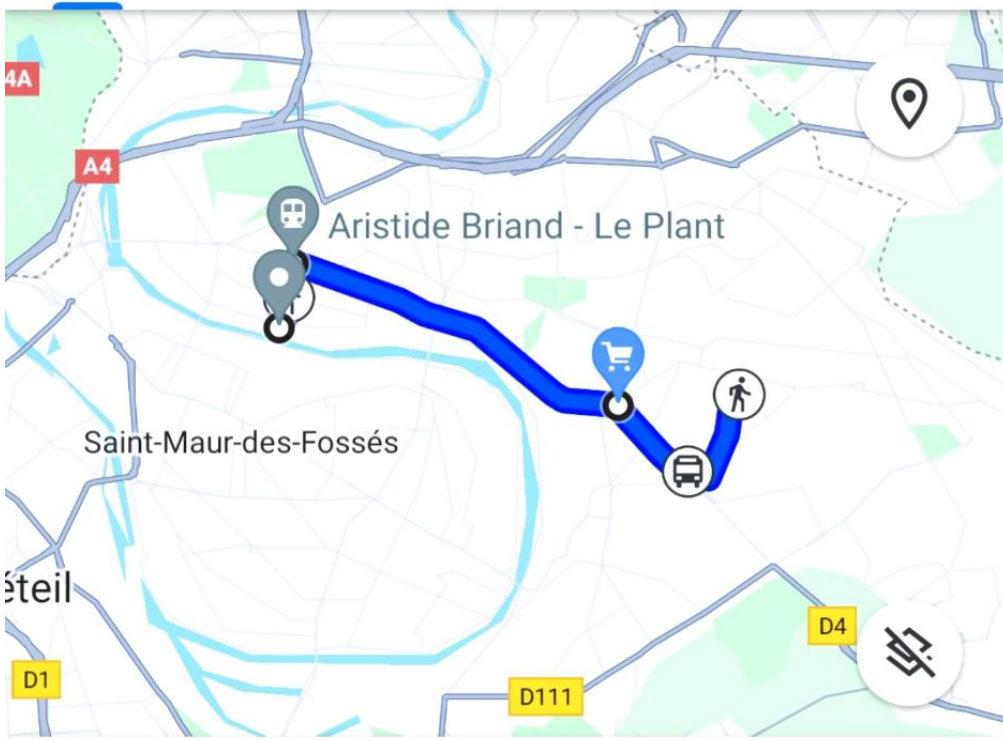 4A
A4
Aristide Briand - Le Plant
Saint-Maur-des-Fossés
éteil
D4
D1
D111